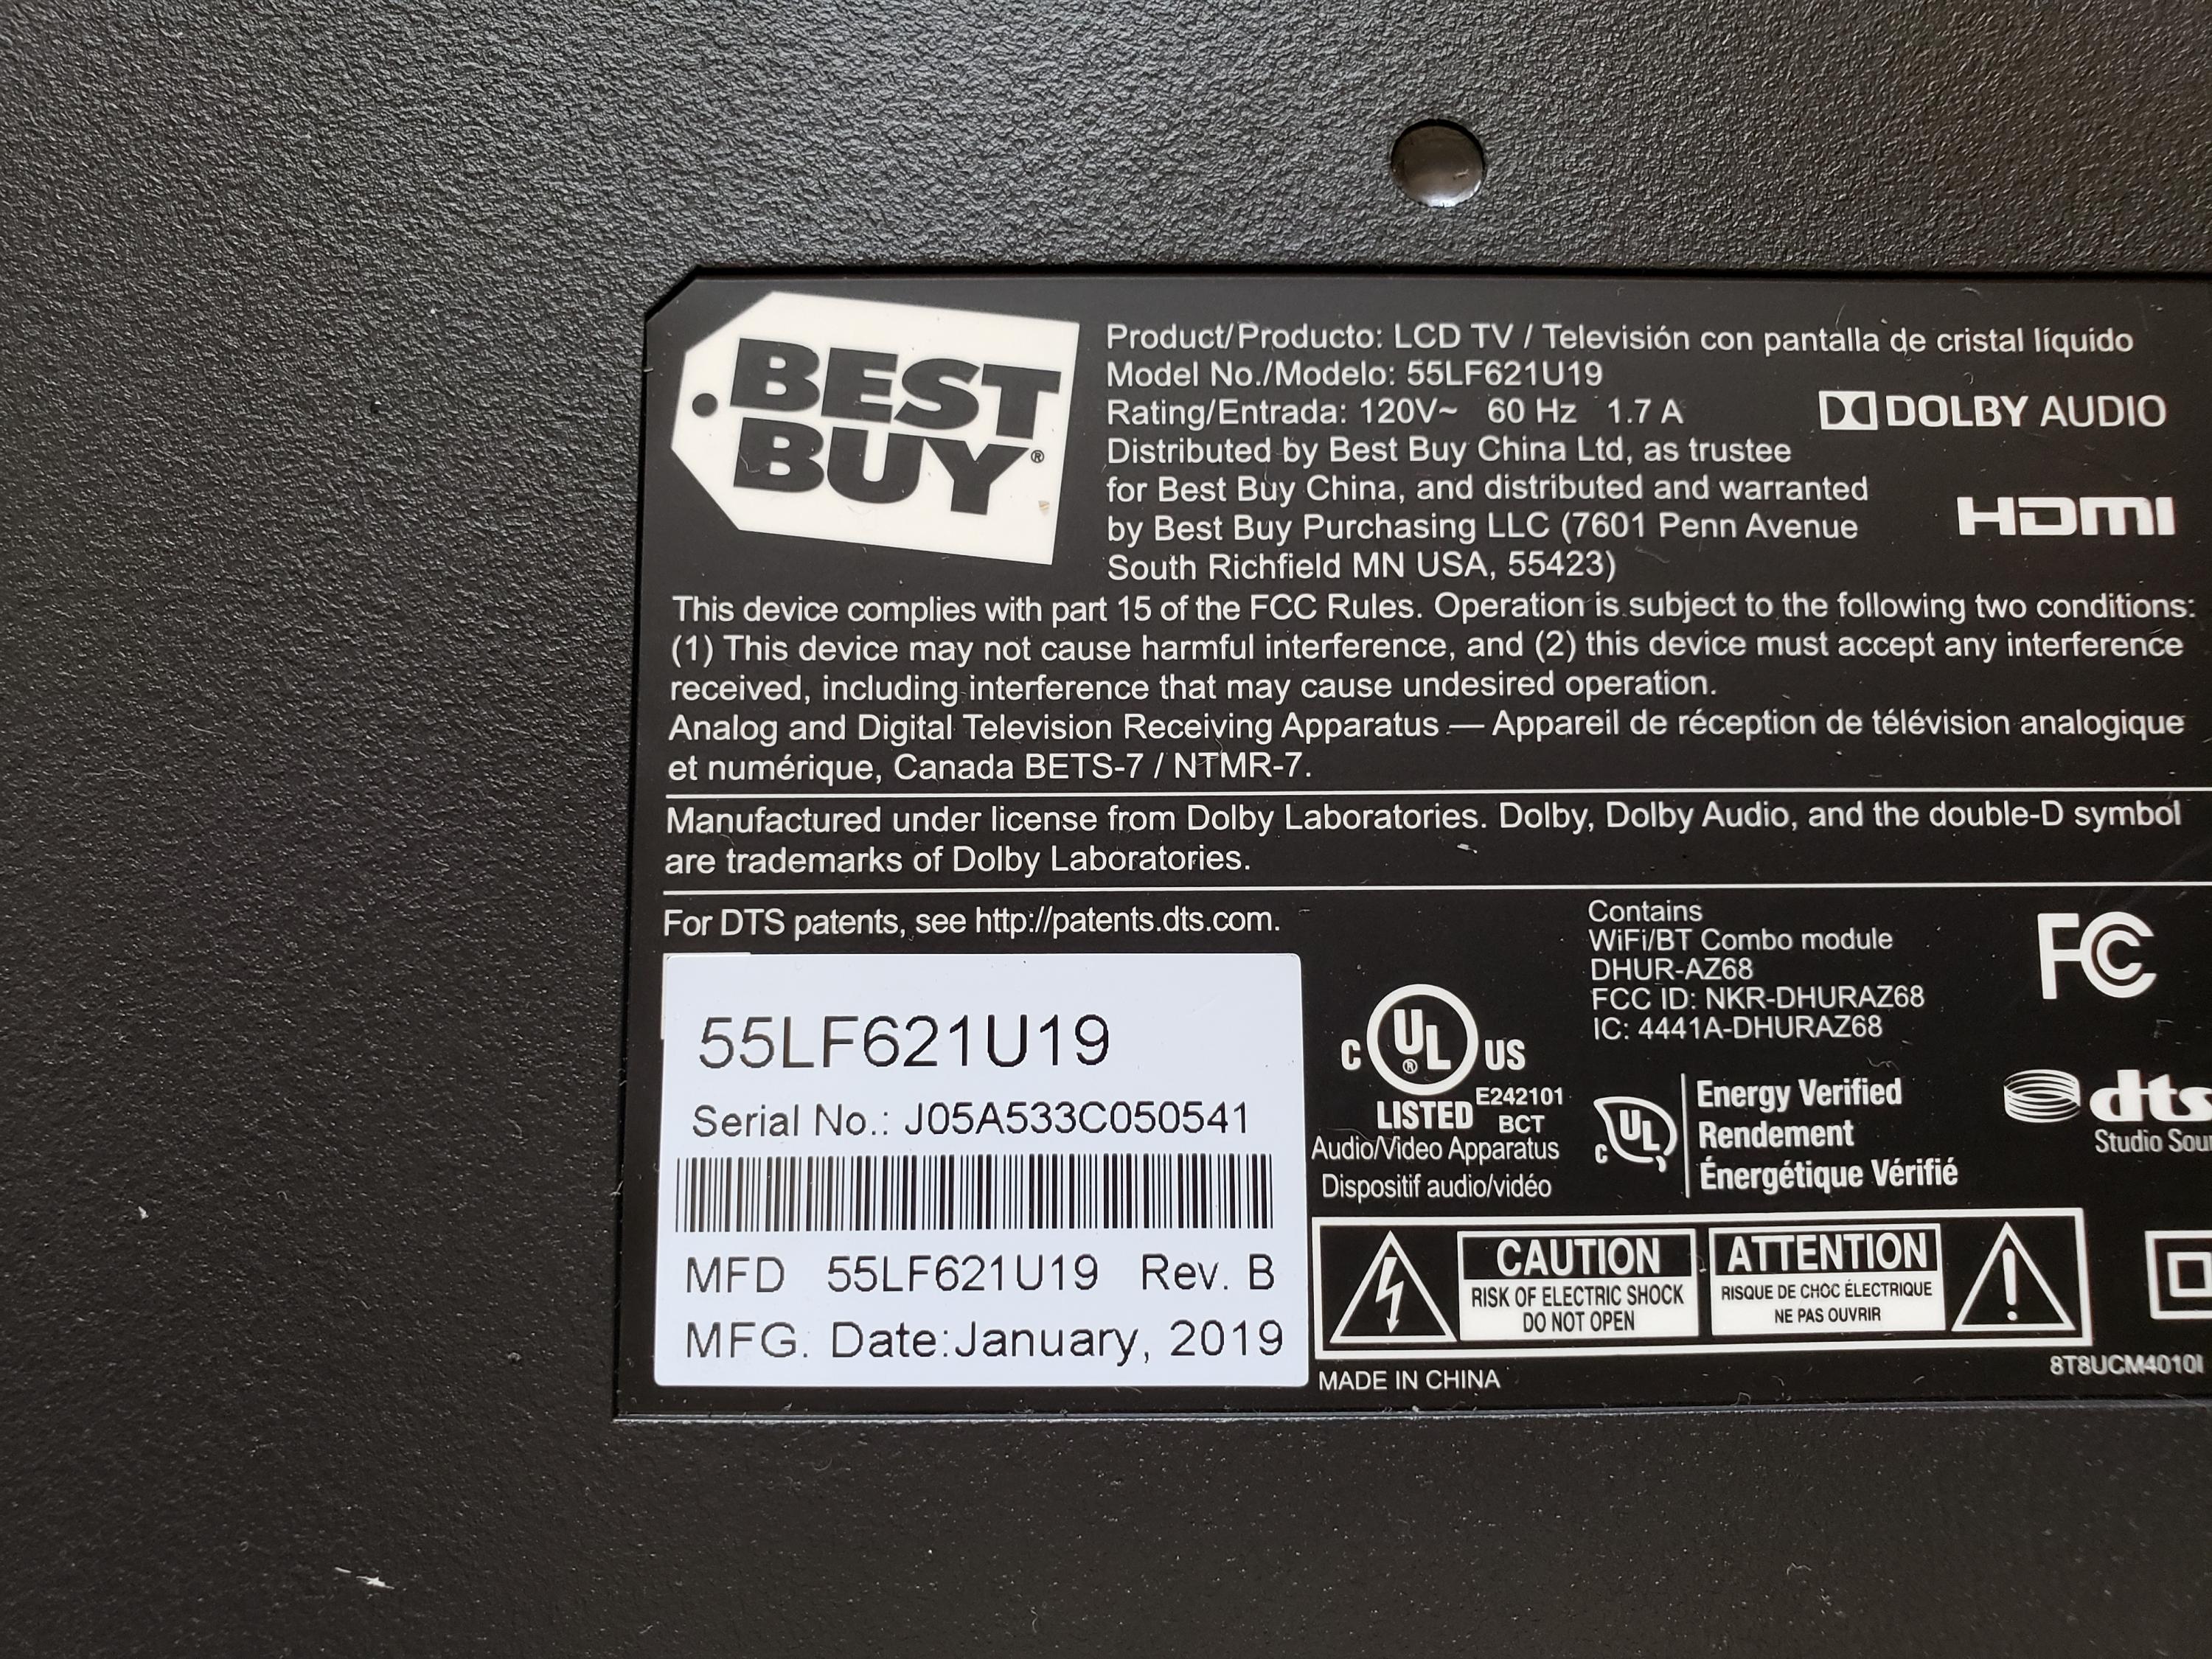 BEST
BUY®
Product/Producto: LCD TV / Televisión con pantalla de cristal líquido
Model No./Modelo: 55LF621U19
Rating/Entrada: 120V~ 60 Hz 1.7 A
DOLBY AUDIO
Distributed by Best Buy China Ltd, as trustee
for Best Buy China, and distributed and warranted
by Best Buy Purchasing LLC (7601 Penn Avenue
South Richfield MN USA, 55423)
HDMI
This device complies with part 15 of the FCC Rules. Operation is subject to the following two conditions:
(1) This device may not cause harmful interference, and (2) this device must accept any interference
received, including interference that may cause undesired operation.
Analog and Digital Television Receiving Apparatus — Appareil de réception de télévision analogique
et numérique, Canada BETS-7 / NTMR-7.
Manufactured under license from Dolby Laboratories. Dolby, Dolby Audio, and the double-D symbol
are trademarks of Dolby Laboratories.
For DTS patents, see http://patents.dts.com.
55LF621U19
Serial No.: J05A533C050541
MFD 55LF621U19 Rev. B
MFG. Date:January, 2019
C UL® US
LISTED E242101
BCT
Audio/Video Apparatus
Dispositif audio/vidéo
Contains
WiFi/BT Combo module
DHUR-AZ68
FCC ID: NKR-DHURAZ68
IC: 4441A-DHURAZ68
FC
c UL
Energy Verified
Rendement
Énergétique Vérifié
dts
Studio
CAUTION
RISK OF ELECTRIC SHOCK
DO NOT OPEN
ATTENTION
RISQUE DE CHOC ÉLECTRIQUE
NE PAS OUVRIR
MADE IN CHINA
8T8UCM4010I